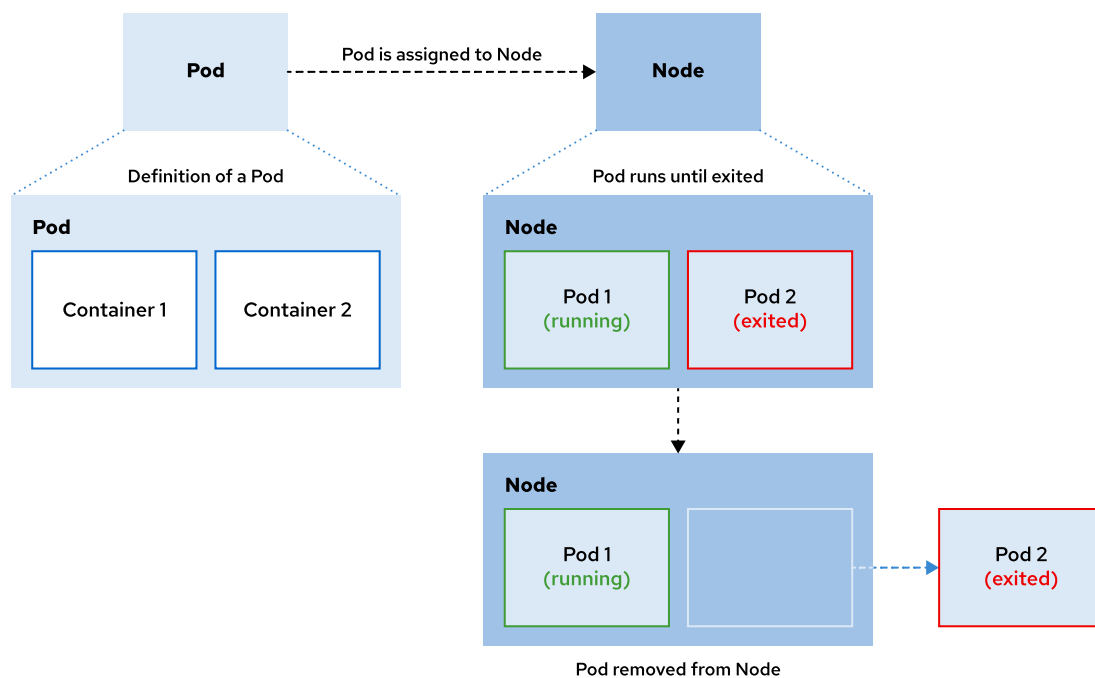 Pod
Pod is assigned to Node
Node
Definition of a Pod
Pod runs until exited
Pod
Container 1
Container 2
Node
Pod 1
(running)
Pod 2
(exited)
Node
Pod 1
(running)
Pod 2
(exited)
Pod removed from Node